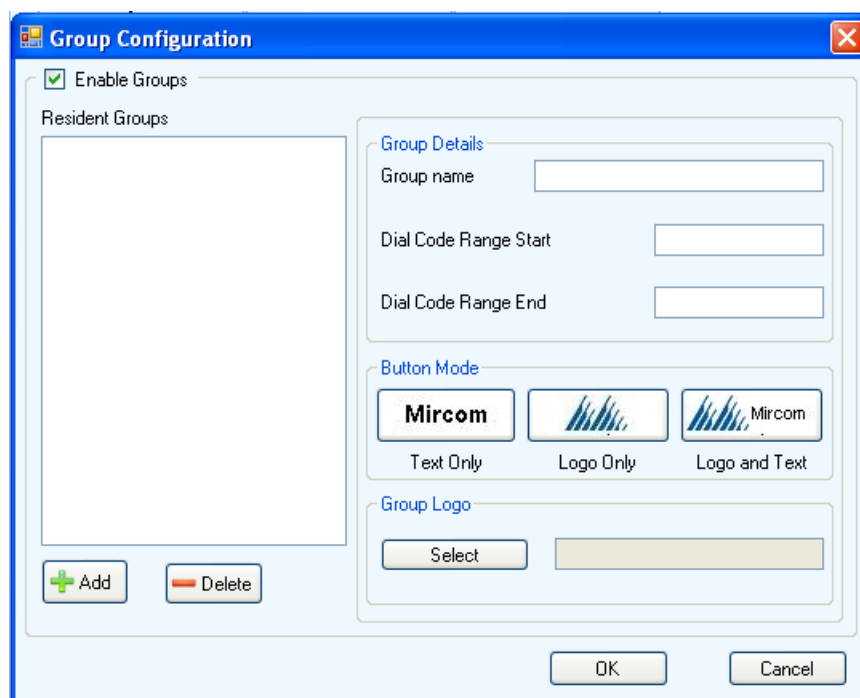 Group Configuration
Enable Groups
Resident Groups
Group Details
Group name
Dial Code Range Start
Dial Code Range End
Button Mode
Mircom
Mircom
Text Only
Logo Only
Logo and Text
Group Logo
Select
Add
Delete
OK
Cancel